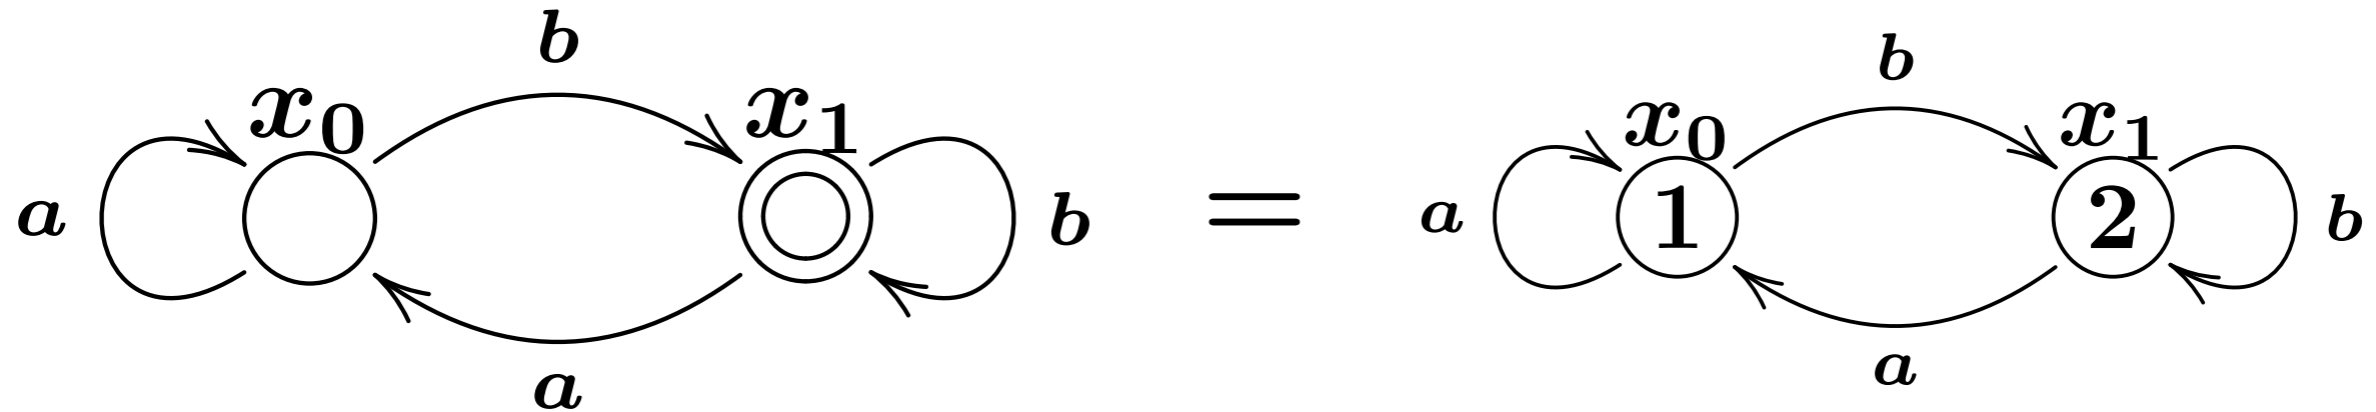 b b
x₀ x₁ x₀ x₁
a b = a 1 2 b
a a